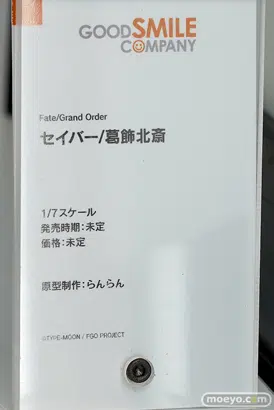 GOOD SMILE
COMPANY
Fate/Grand Order
セイバー/葛飾北斎
1/7スケール
発売時期：未定
価格：未定
原型制作：らんらん
©TYPE-MOON / FGO PROJECT
moeyo.com